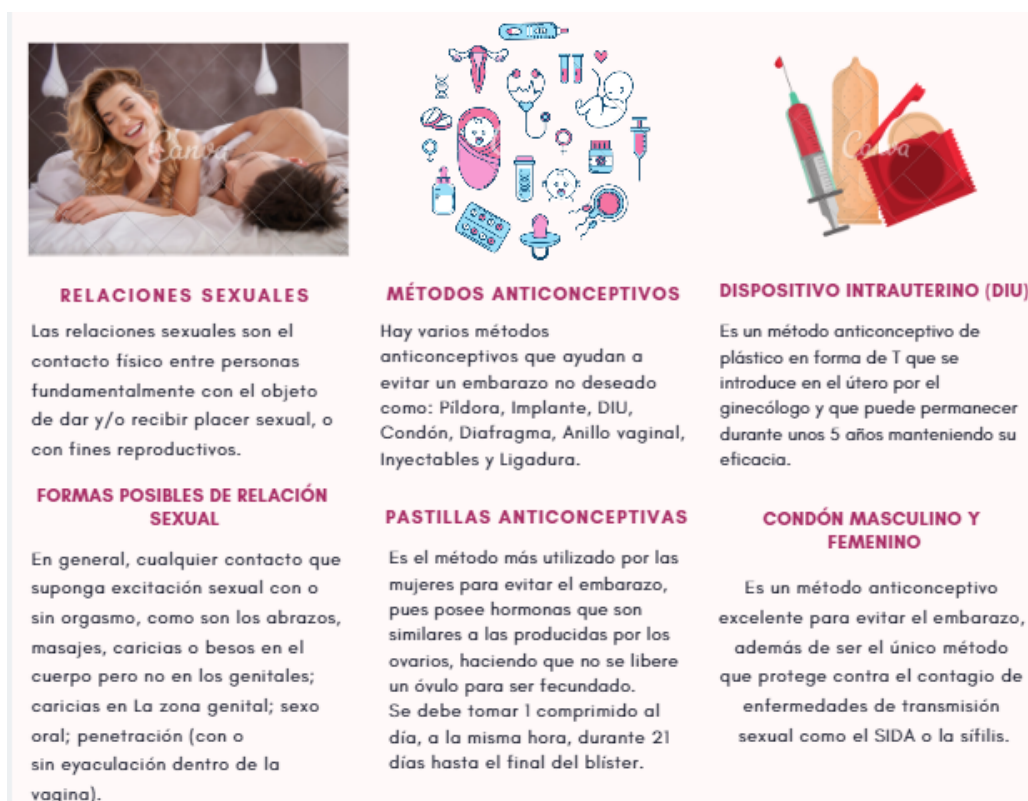 Canva
RELACIONES SEXUALES
Las relaciones sexuales son el
contacto físico entre personas
fundamentalmente con el objeto
de dar y/o recibir placer sexual, o
con fines reproductivos.
FORMAS POSIBLES DE RELACIÓN
SEXUAL
En general, cualquier contacto que
suponga excitación sexual con o
sin orgasmo, como son los abrazos,
masajes, caricias o besos en el
cuerpo pero no en los genitales;
caricias en La zona genital; sexo
oral; penetración (con o
sin eyaculación dentro de la
vagina).
MÉTODOS ANTICONCEPTIVOS
Hay varios métodos
anticonceptivos que ayudan a
evitar un embarazo no deseado
como: Píldora, Implante, DIU,
Condón, Diafragma, Anillo vaginal,
Inyectables y Ligadura.
PASTILLAS ANTICONCEPTIVAS
Es el método más utilizado por las
mujeres para evitar el embarazo,
pues posee hormonas que son
similares a las producidas por los
ovarios, haciendo que no se libere
un óvulo para ser fecundado.
Se debe tomar 1 comprimido al
día, a la misma hora, durante 21
días hasta el final del blíster.
Canva
DISPOSITIVO INTRAUTERINO (DIU)
Es un método anticonceptivo de
plástico en forma de T que se
introduce en el útero por el
ginecólogo y que puede permanecer
durante unos 5 años manteniendo su
eficacia.
CONDÓN MASCULINO Y
FEMENINO
Es un método anticonceptivo
excelente para evitar el embarazo,
además de ser el único método
que protege contra el contagio de
enfermedades de transmisión
sexual como el SIDA o la sífilis.